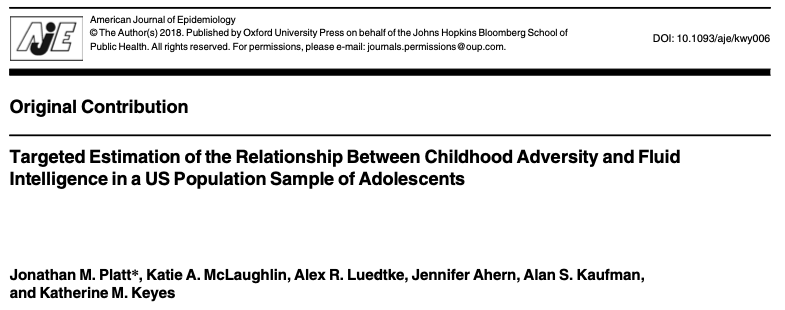 AJE
American Journal of Epidemiology
© The Author(s) 2018. Published by Oxford University Press on behalf of the Johns Hopkins Bloomberg School of
Public Health. All rights reserved. For permissions, please e-mail: journals.permissions@oup.com.
DOI: 10.1093/aje/kwy006
Original Contribution
Targeted Estimation of the Relationship Between Childhood Adversity and Fluid
Intelligence in a US Population Sample of Adolescents
Jonathan M. Platt*, Katie A. McLaughlin, Alex R. Luedtke, Jennifer Ahern, Alan S. Kaufman,
and Katherine M. Keyes